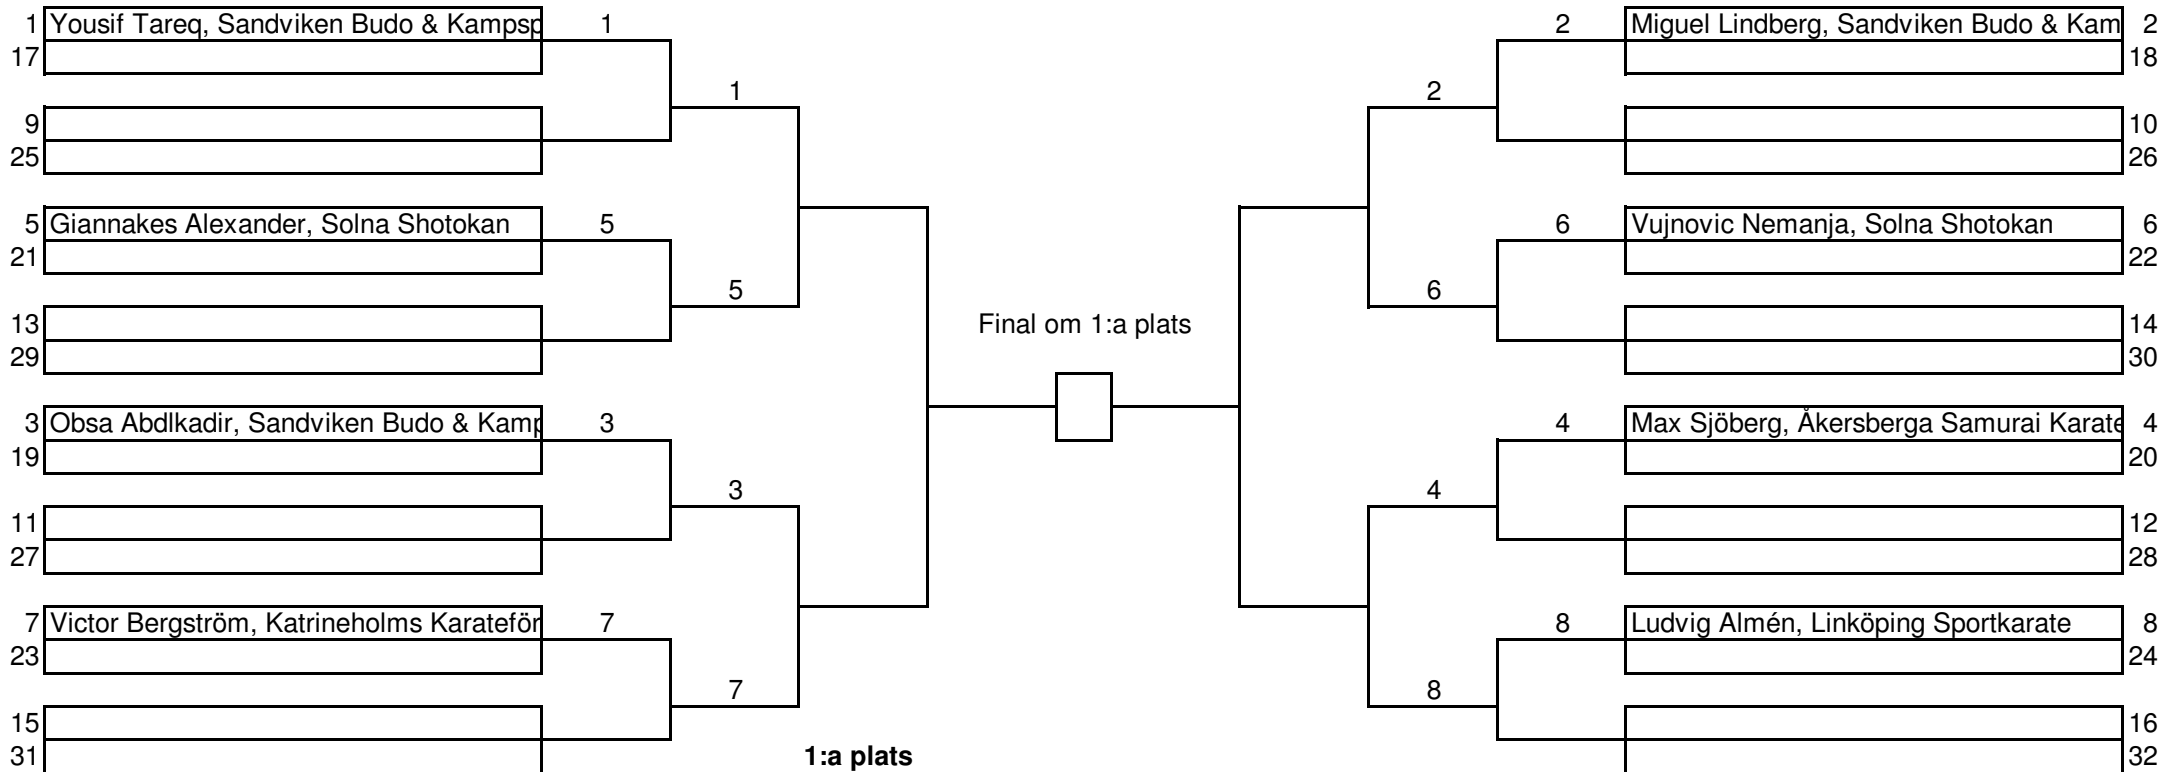 1 Yousif Tareq, Sandviken Budo & Kampsp 1 2 Miguel Lindberg, Sandviken Budo & Kam 2
17 18
1 2
9 10
25 26
5 Giannakes Alexander, Solna Shotokan 5 6 Vujnovic Nemanja, Solna Shotokan 6
21 22
5 6
13 Final om 1:a plats 14
29 30
3 Obsa Abdlkadir, Sandviken Budo & Kamp 3 4 Max Sjöberg, Åkersberga Samurai Karate 4
19 20
3 4
11 12
27 28
7 Victor Bergström, Katrineholms Karateför 7 8 Ludvig Almén, Linköping Sportkarate 8
23 24
7 8
15 16
31 1:a plats 32